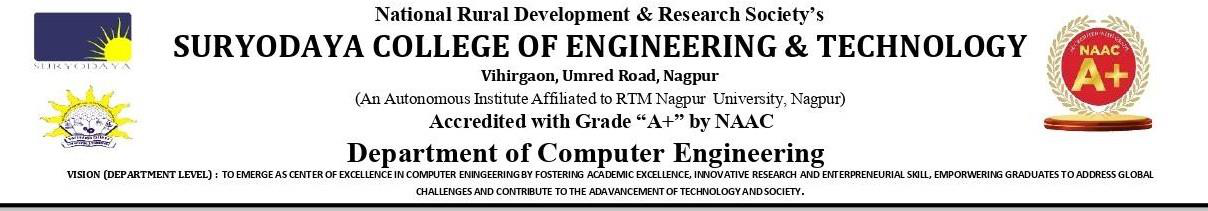 National Rural Development & Research Society's
SURYODAYA COLLEGE OF ENGINEERING & TECHNOLOGY
SURYODAYA
NAAC
A+
Vihirgaon, Umred Road, Nagpur
(An Autonomous Institute Affiliated to RTM Nagpur University, Nagpur)
Accredited with Grade “A+” by NAAC
Department of Computer Engineering
VISION (DEPARTMENT LEVEL) : TO EMERGE AS CENTER OF EXCELLENCE IN COMPUTER ENINGEERING BY FOSTERING ACADEMIC EXCELLENCE, INNOVATIVE RESEARCH AND ENTERPRENEURIAL SKILL, EMPORWERING GRADUATES TO ADDRESS GLOBAL
CHALLENGES AND CONTRIBUTE TO THE ADAVANCEMENT OF TECHNOLOGY AND SOCIETY.